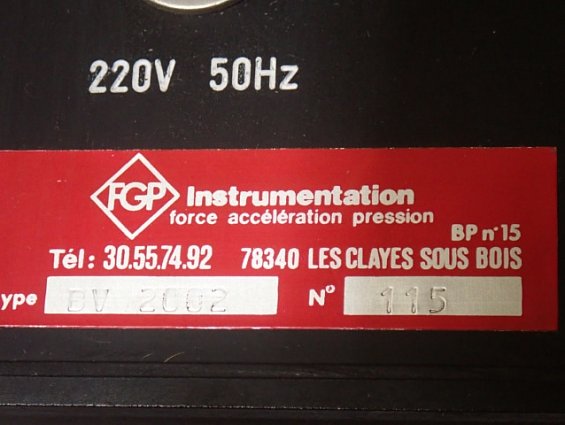 220V 50Hz
FGP Instrumentation
force accélération pression
BP n°15
Tél: 30.55.74.92 78340 LES CLAYES SOUS BOIS
ype BV 2002 N° 115